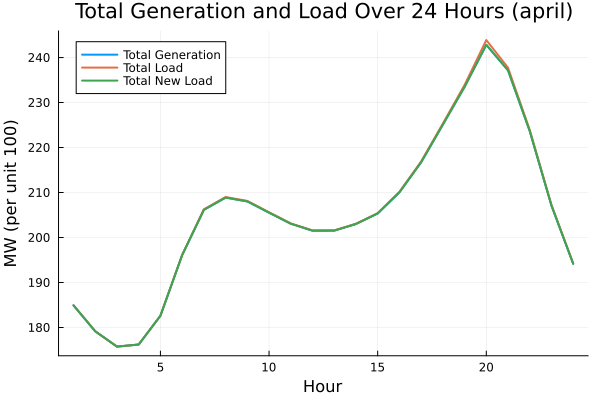 Total Generation and Load Over 24 Hours (april)
Total Generation
Total Load
Total New Load
MW (per unit 100)
240
230
220
210
200
190
180
5 10 15 20
Hour